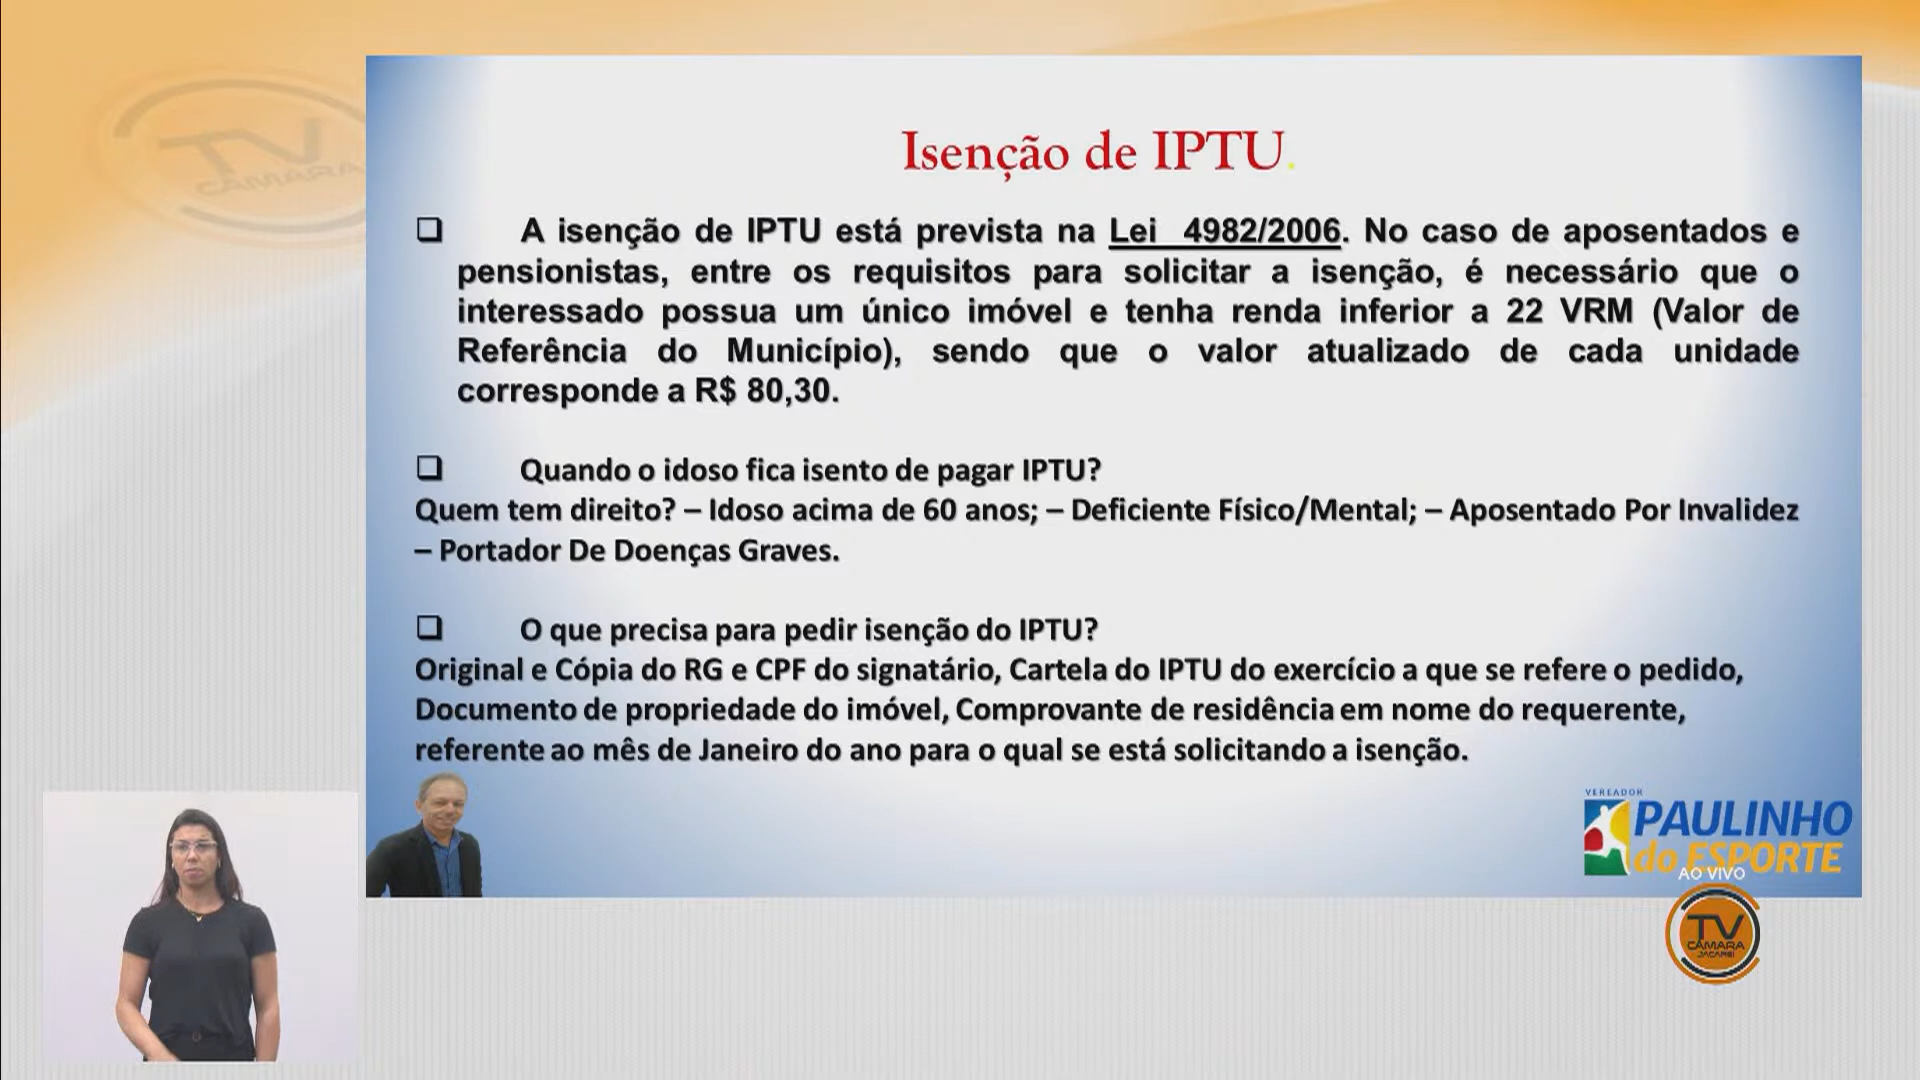 TV
CÂMARA
Isenção de IPTU.
❑ A isenção de IPTU está prevista na Lei 4982/2006. No caso de aposentados e
pensionistas, entre os requisitos para solicitar a isenção, é necessário que o
interessado possua um único imóvel e tenha renda inferior a 22 VRM (Valor de
Referência do Município), sendo que o valor atualizado de cada unidade
corresponde a R$ 80,30.
❑ Quando o idoso fica isento de pagar IPTU?
Quem tem direito? – Idoso acima de 60 anos; – Deficiente Físico/Mental; – Aposentado Por Invalidez
– Portador De Doenças Graves.
❑ O que precisa para pedir isenção do IPTU?
Original e Cópia do RG e CPF do signatário, Cartela do IPTU do exercício a que se refere o pedido,
Documento de propriedade do imóvel, Comprovante de residência em nome do requerente,
referente ao mês de Janeiro do ano para o qual se está solicitando a isenção.
VEREADOR
PAULINHO
do ESPORTE
AO VIVO
TV
CÂMARA
JACAREÍ